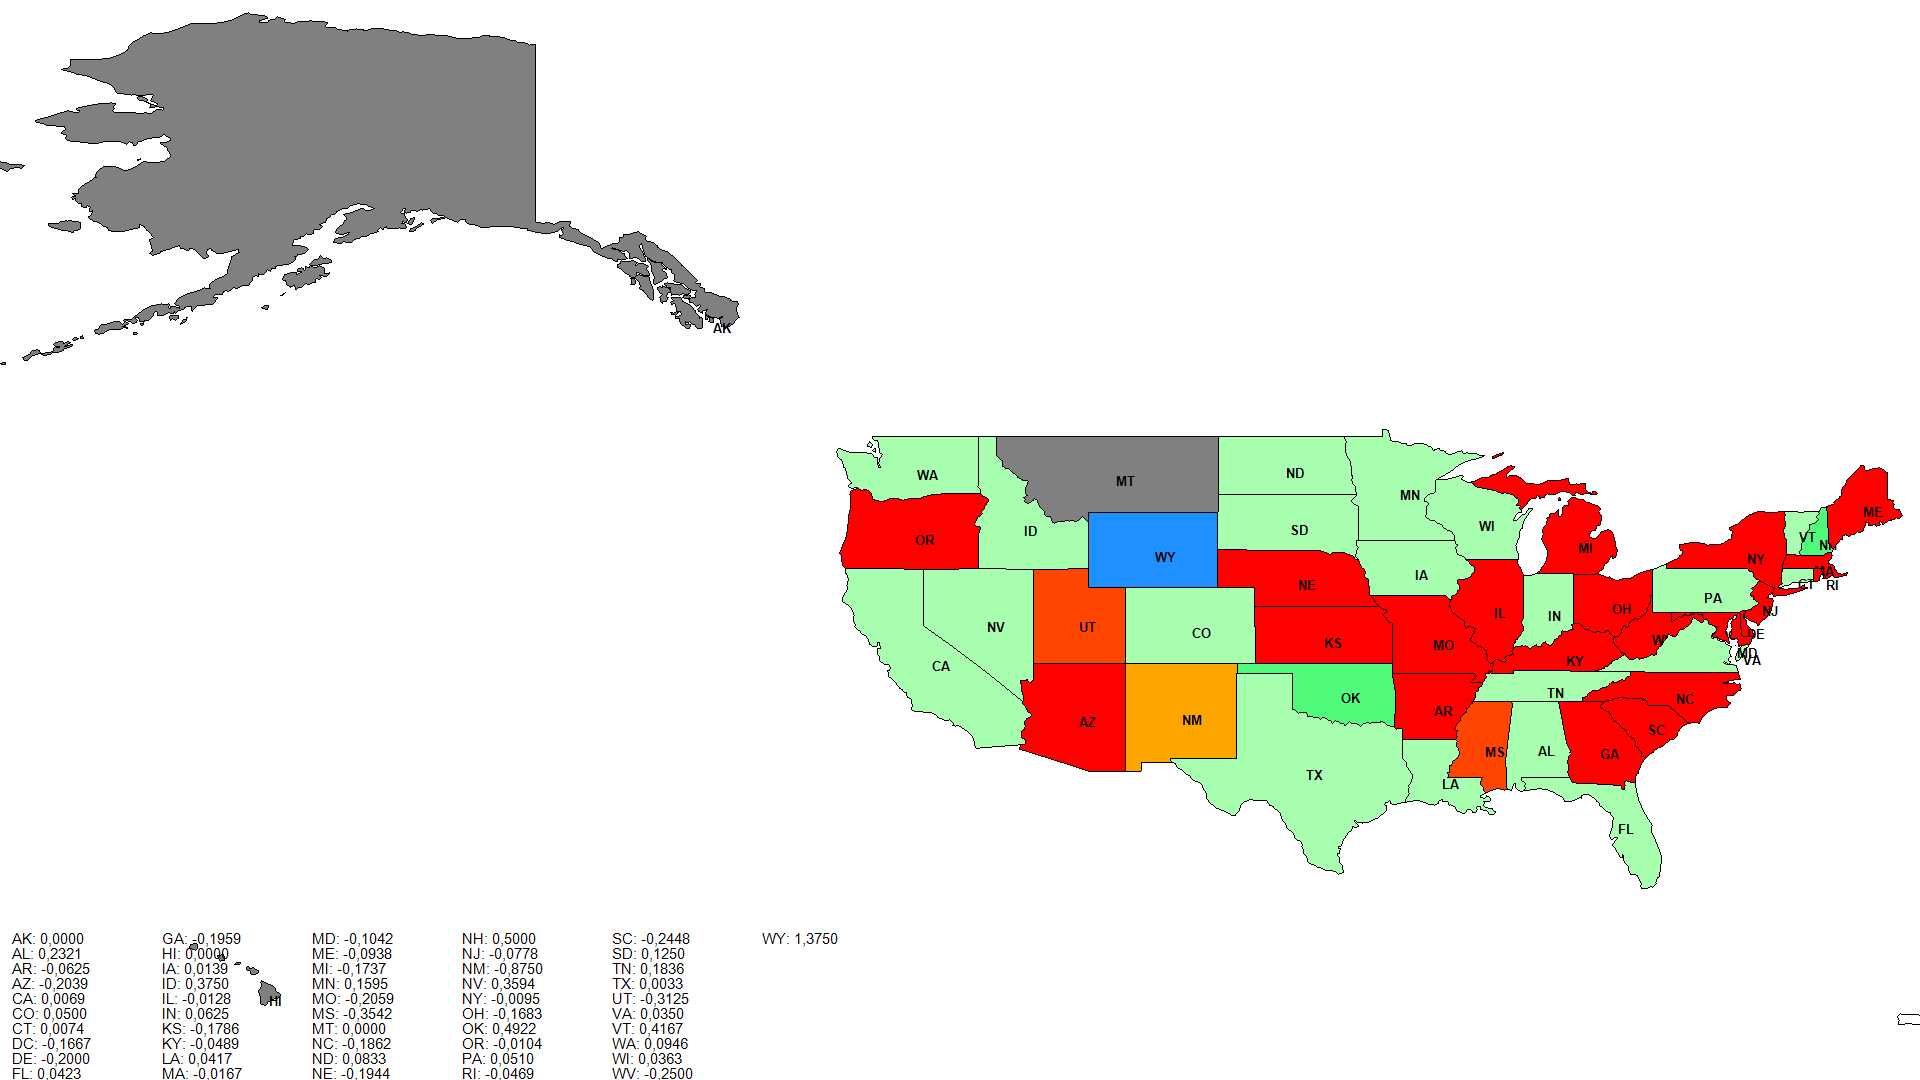 AK
WA
MT
ND
MN
OR
ID
SD
WI
VT
NH
ME
WY
MI
NY
MA
NE
IA
CT
RI
PA
NV
UT
CO
KS
MO
IL
IN
OH
NJ
DE
CA
KY
W
MD
VA
AZ
NM
OK
AR
TN
NC
SC
TX
LA
MS
AL
GA
FL
HI
AK: 0,0000 GA: -0,1959 MD: -0,1042 NH: 0,5000 SC: -0,2448 WY: 1,3750
AL: 0,2321 HI: 0,0000 ME: -0,0938 NJ: -0,0778 SD: 0,1250
AR: -0,0625 IA: 0,0139 MI: -0,1737 NM: -0,8750 TN: 0,1836
AZ: -0,2039 ID: 0,3750 MN: 0,1595 NV: 0,3594 TX: 0,0033
CA: 0,0069 IL: -0,0128 MO: -0,2059 NY: -0,0095 UT: -0,3125
CO: 0,0500 IN: 0,0625 MS: -0,3542 OH: -0,1683 VA: 0,0350
CT: 0,0074 KS: -0,1786 MT: 0,0000 OK: 0,4922 VT: 0,4167
DC: -0,1667 KY: -0,0489 NC: -0,1862 OR: -0,0104 WA: 0,0946
DE: -0,2000 LA: 0,0417 ND: 0,0833 PA: 0,0510 WI: 0,0363
FL: 0,0423 MA: -0,0167 NE: -0,1944 RI: -0,0469 WV: -0,2500